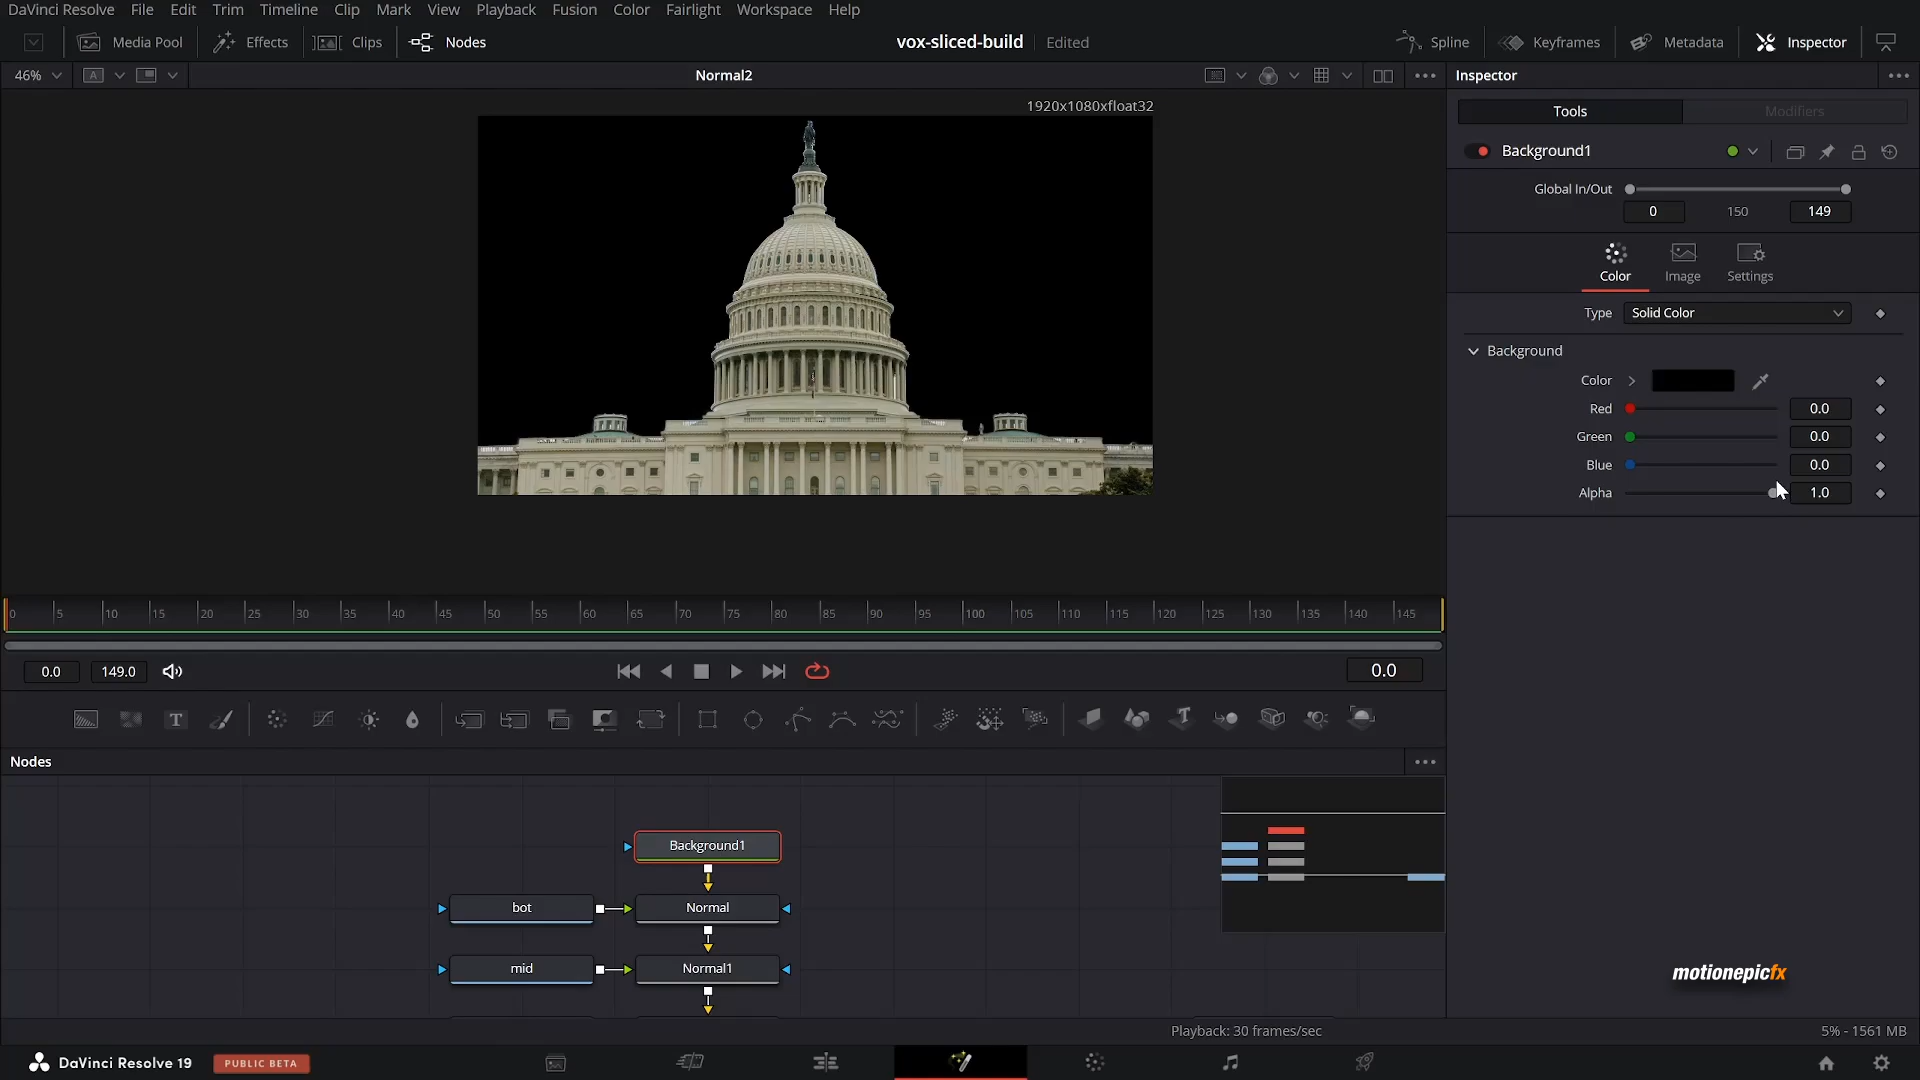 DaVinci Resolve File Edit Trim Timeline Clip Mark View Playback Fusion Color Fairlight Workspace Help
Media Pool Effects Clips Nodes vox-sliced-build Edited Spline Keyframes Metadata Inspector
46% A Normal2 Inspector
1920x1080xfloat32
Tools Modifiers
Background1
Global In/Out
0 150 149
Color Image Settings
Type Solid Color
Background
Color
Red 0.0
Green 0.0
Blue 0.0
Alpha 1.0
0 5 10 15 20 25 30 35 40 45 50 55 60 65 70 75 80 85 90 95 100 105 110 115 120 125 130 135 140 145
0.0 149.0 0.0
T T
Nodes
Background1
bot Normal
mid Normal1
motionepicfx
Playback: 30 frames/sec 5% - 1561 MB
DaVinci Resolve 19 PUBLIC BETA